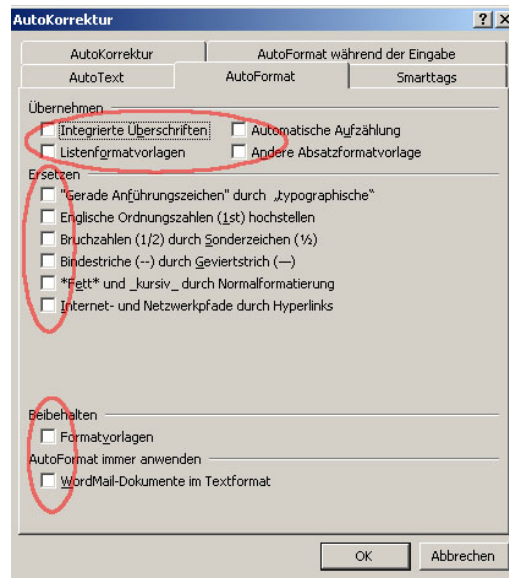 AutoKorrektur
AutoKorrektur AutoFormat während der Eingabe
AutoText AutoFormat Smarttags
Übernehmen
Integrierte Überschriften Automatische Aufzählung
Listenformatvorlagen Andere Absatzformatvorlage
Ersetzen
"Gerade Anführungszeichen" durch „typographische“
Englische Ordnungszahlen (1st) hochstellen
Bruchzahlen (1/2) durch Sonderzeichen (½)
Bindestriche (--) durch Geviertstrich (—)
*Fett* und _kursiv_ durch Normalformatierung
Internet- und Netzwerkpfade durch Hyperlinks
Beibehalten
Formatvorlagen
AutoFormat immer anwenden
WordMail-Dokumente im Textformat
OK Abbrechen